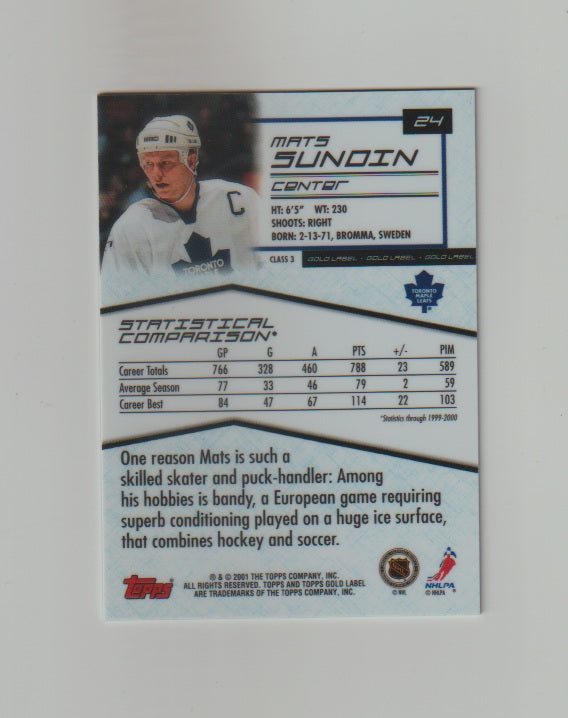 24
MATS
SUNDIN
CENTER
HT: 6'5" WT: 230
SHOOTS: RIGHT
BORN: 2-13-71, BROMMA, SWEDEN
CLASS 3
GOLD LABEL · GOLD LABEL · GOLD LABEL
C
TORONTO
TORONTO
MAPLE
LEAFS
STATISTICAL
COMPARISON*
GP G A PTS +/- PIM
Career Totals 766 328 460 788 23 589
Average Season 77 33 46 79 2 59
Career Best 84 47 67 114 22 103
*Statistics through 1999-2000
One reason Mats is such a
skilled skater and puck-handler: Among
his hobbies is bandy, a European game requiring
superb conditioning played on a huge ice surface,
that combines hockey and soccer.
Topps®
® & © 2001 THE TOPPS COMPANY, INC.
ALL RIGHTS RESERVED. TOPPS AND TOPPS GOLD LABEL
ARE TRADEMARKS OF THE TOPPS COMPANY, INC.
© NHL
NHLPA
© NHLPA